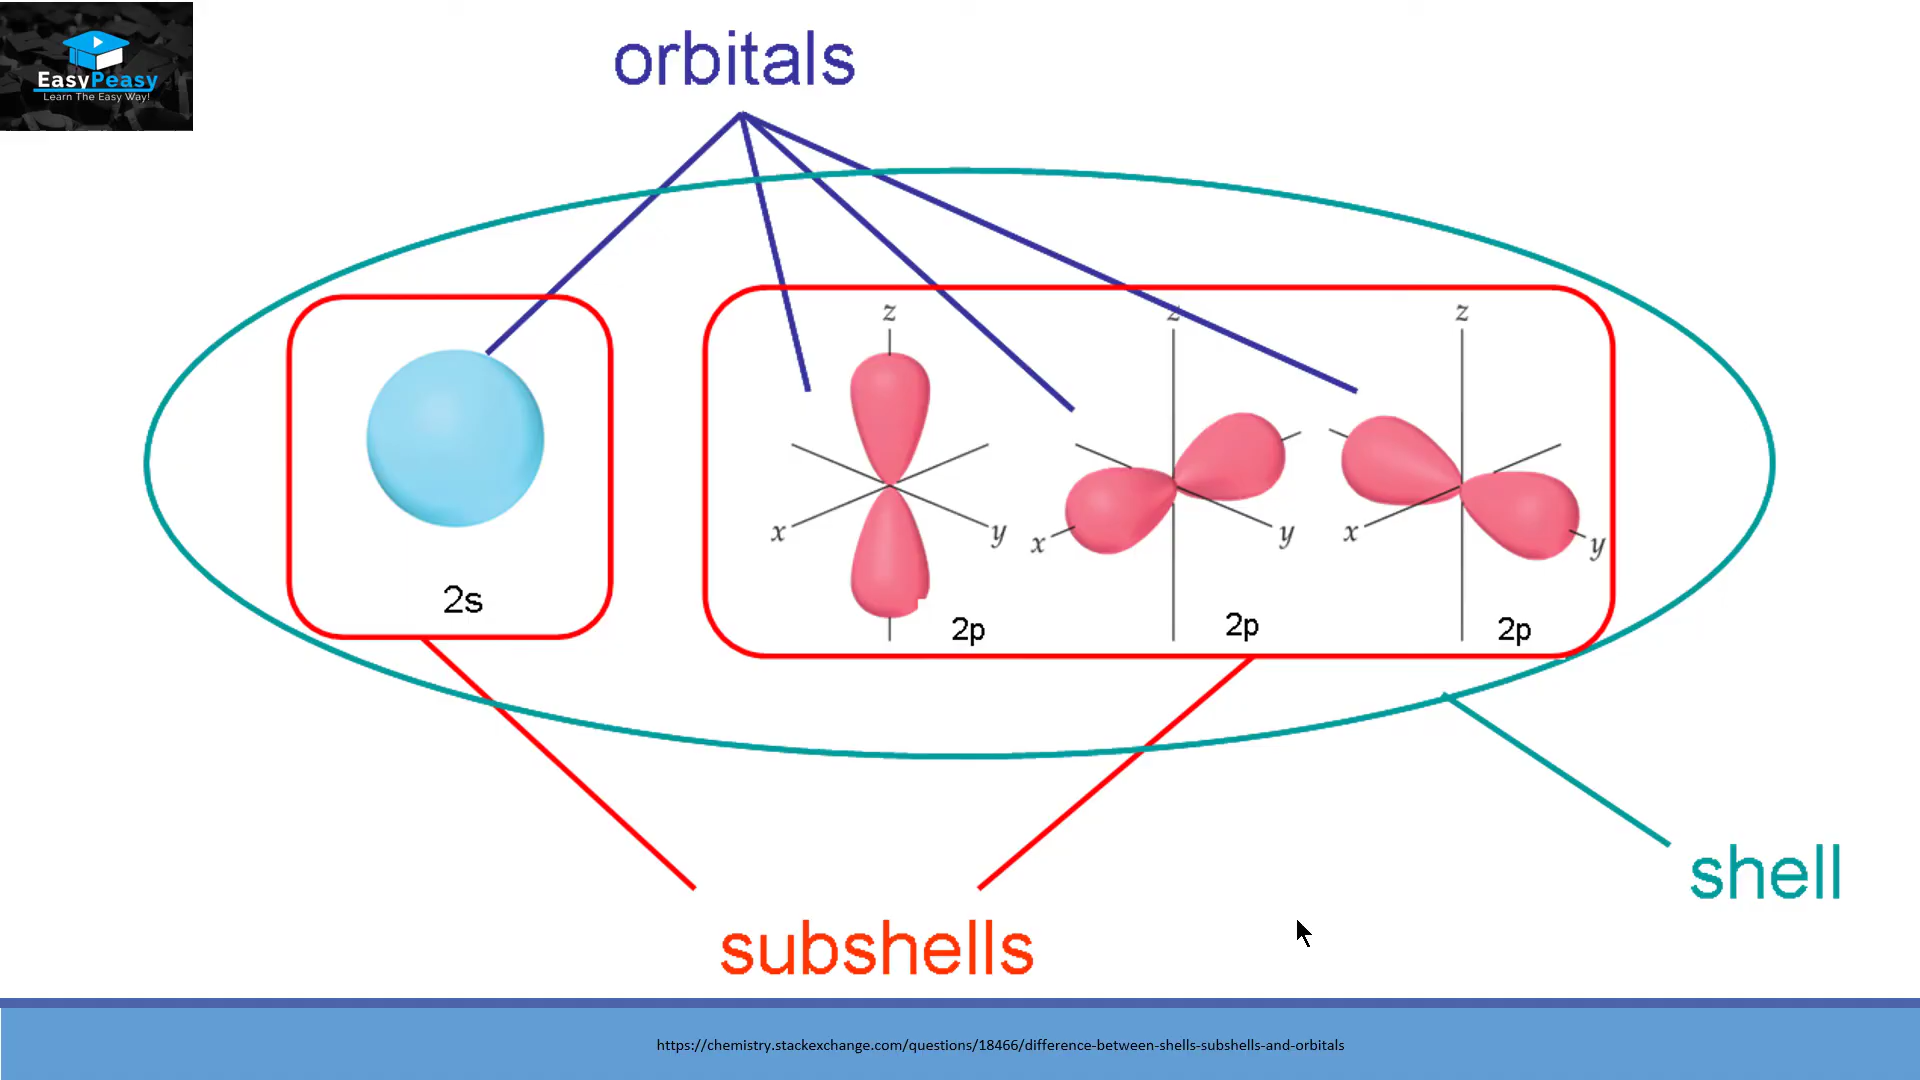 EasyPeasy
Learn The Easy Way!
orbitals
z
z
z
x
y
x
y
x
y
2s
2p
2p
2p
shell
subshells
https://chemistry.stackexchange.com/questions/18466/difference-between-shells-subshells-and-orbitals